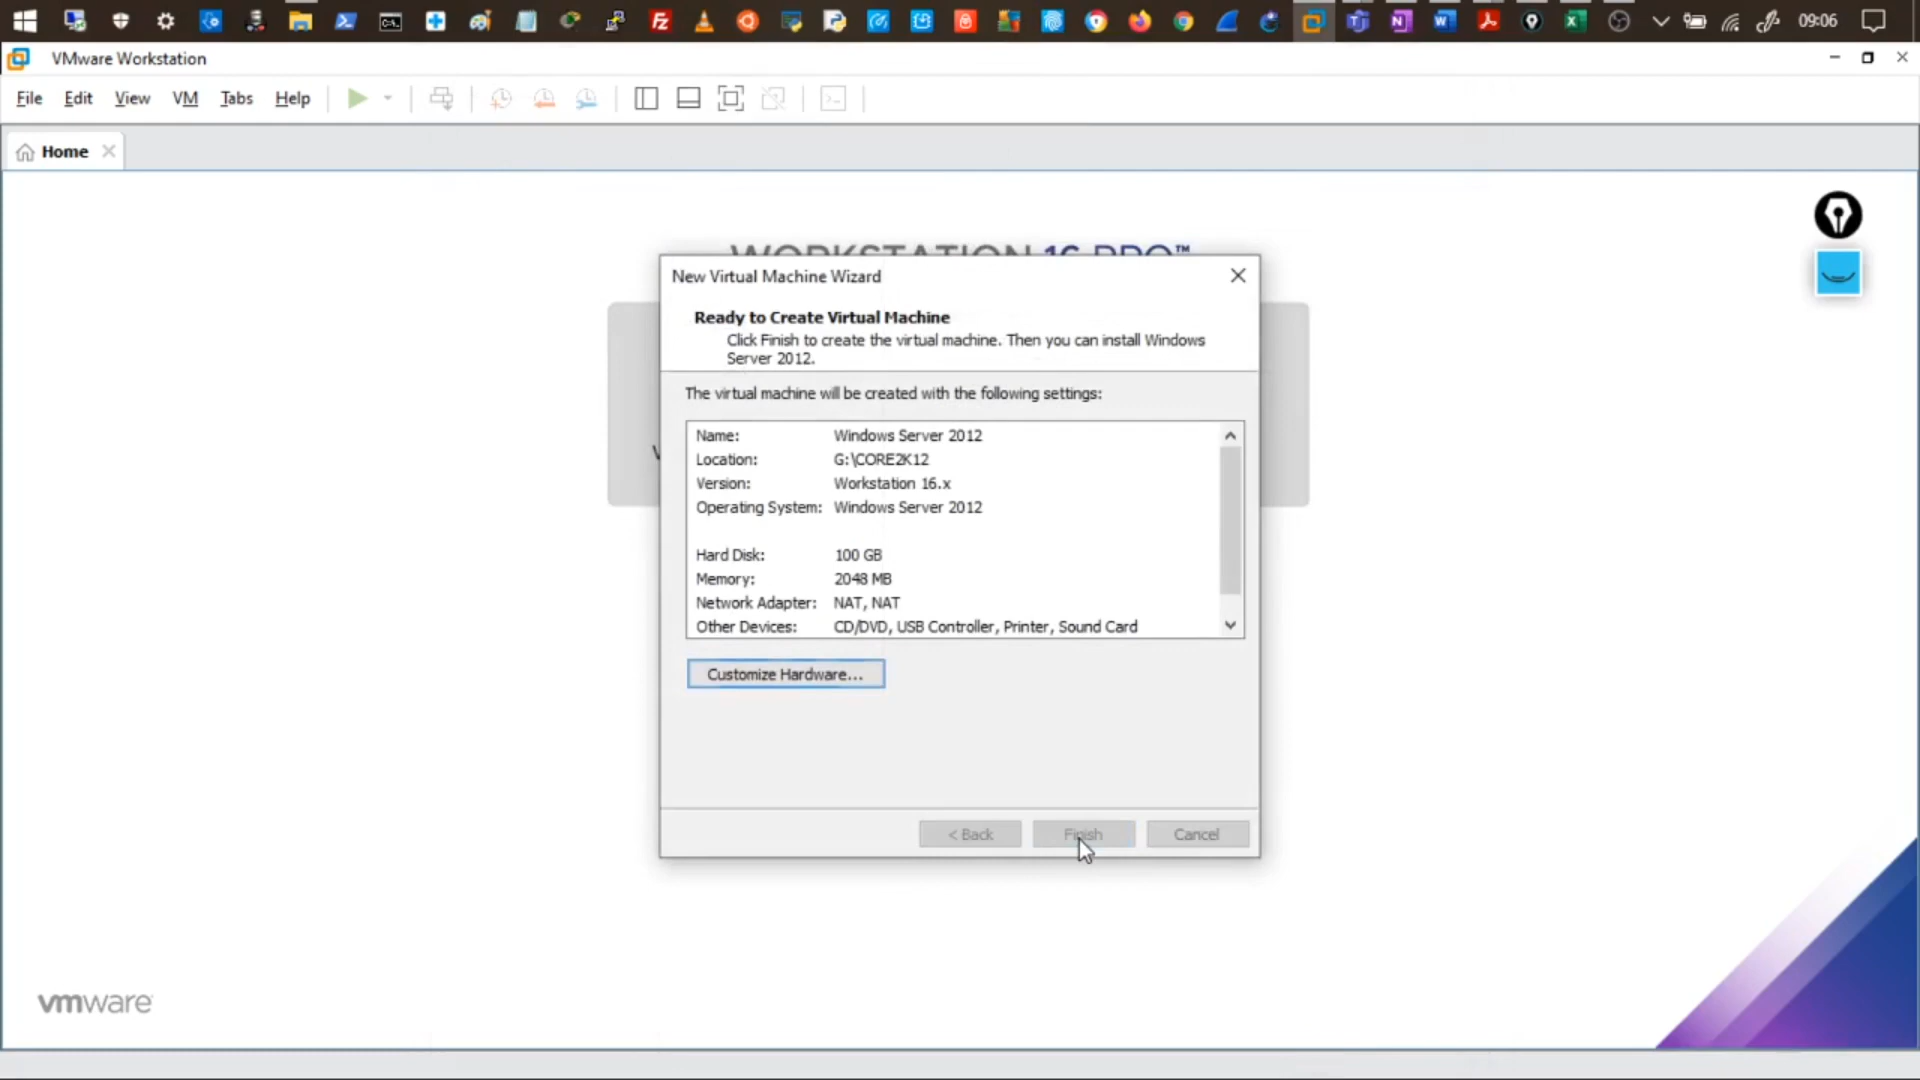 09:06
VMware Workstation
File Edit View VM Tabs Help
Home
WORKSTATION 16 PRO™
New Virtual Machine Wizard
Ready to Create Virtual Machine
Click Finish to create the virtual machine. Then you can install Windows
Server 2012.
The virtual machine will be created with the following settings:
Name: Windows Server 2012
Location: G:\CORE2K12
Version: Workstation 16.x
Operating System: Windows Server 2012
Hard Disk: 100 GB
Memory: 2048 MB
Network Adapter: NAT, NAT
Other Devices: CD/DVD, USB Controller, Printer, Sound Card
Customize Hardware...
< Back Finish Cancel
vmware